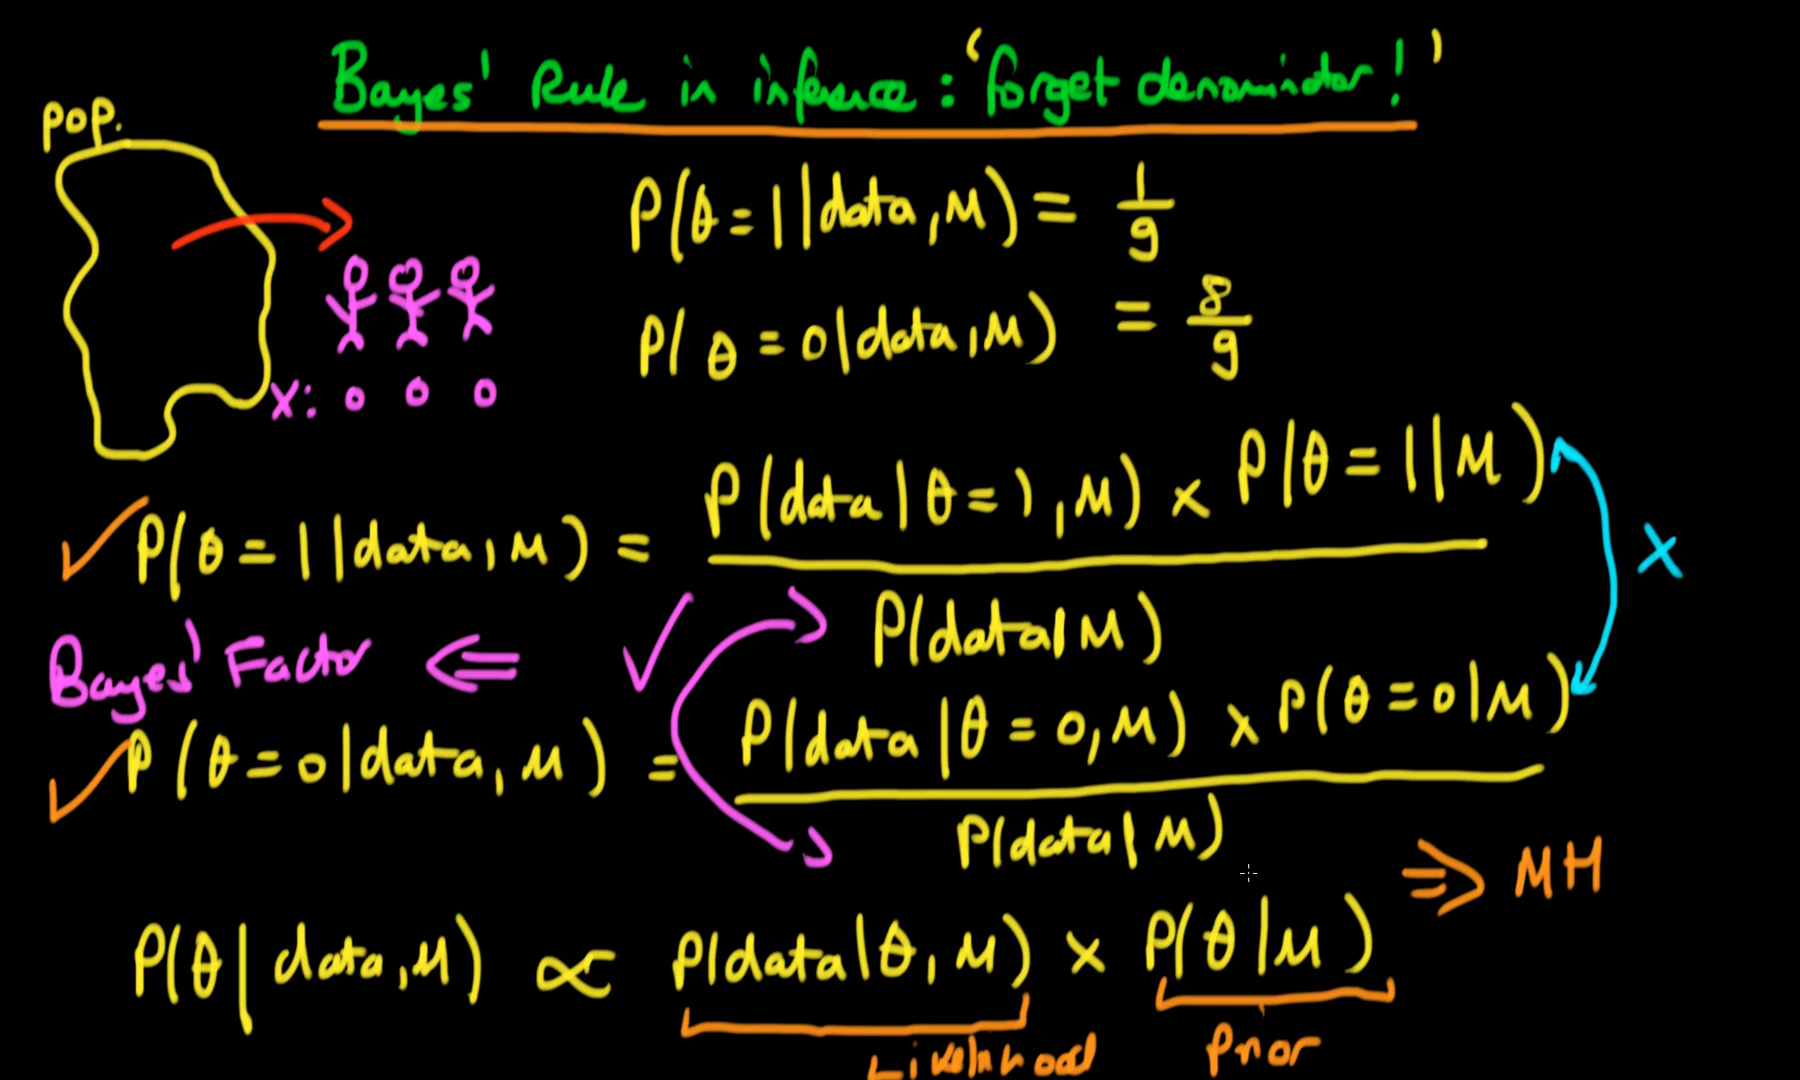 Bayes' Rule in inference: 'forget denominator!'
pop.
P(θ=1|data,M) = 1/9
P(θ=0|data,M) = 8/9
X: 0 0 0
P(θ=1|data,M) = P(data|θ=1,M) × P(θ=1|M)
P(data|M)
X
Bayes' Factor ⇐
P(θ=0|data,M) = P(data|θ=0,M) × P(θ=0|M)
P(data|M)
⇒ MH
P(θ|data,M) ∝ P(data|θ,M) × P(θ|M)
Likelihood Prior